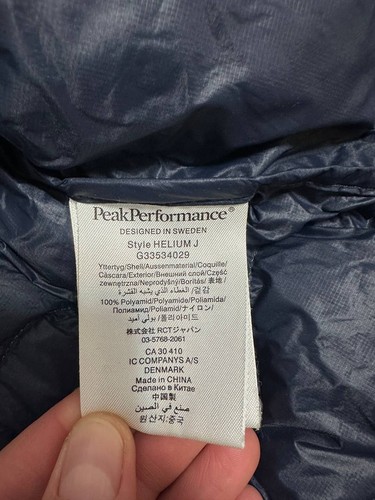 PeakPerformance®
DESIGNED IN SWEDEN
Style HELIUM J
G33534029
Yttertyg/Shell/Aussenmaterial/Coquille/
Cáscara/Exterior/Внешний слой/Część
zewnętrzna/Neprodyšný/Borítás/表地/
겉감/الغطاء الذي يشبه القشرة
100% Polyamid/Polyamide/Poliamida/
Полиамид/Poliamid/ナイロン/
폴리아미드/بولي أميد
株式会社 RCTジャパン
03-5768-2061
CA 30 410
IC COMPANYS A/S
DENMARK
Made in CHINA
Сделано в Китае
中国製
صنع في الصين
원산지:중국